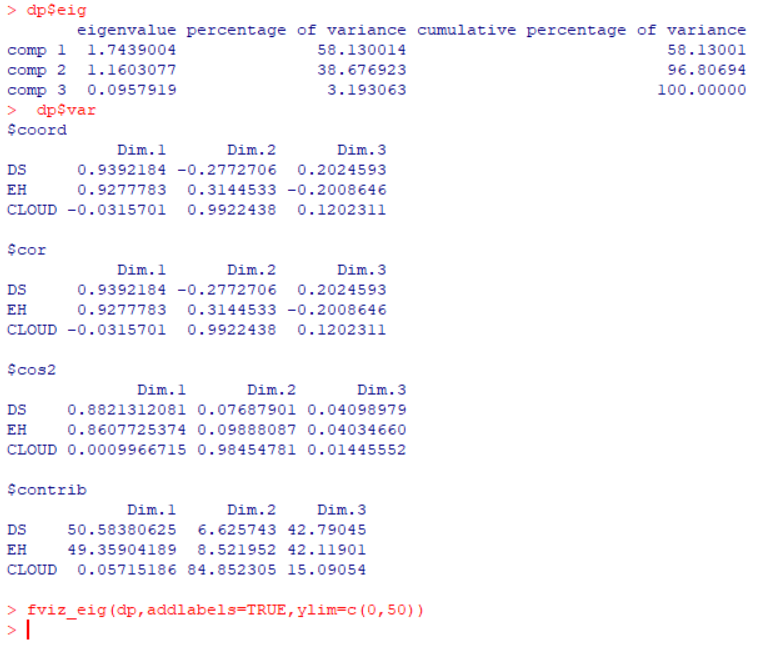 > dp$eig
       eigenvalue percentage of variance cumulative percentage of variance
comp 1  1.7439004              58.130014                          58.13001
comp 2  1.1603077              38.676923                          96.80694
comp 3  0.0957919               3.193063                         100.00000
>  dp$var
$coord
           Dim.1      Dim.2      Dim.3
DS     0.9392184 -0.2772706  0.2024593
EH     0.9277783  0.3144533 -0.2008646
CLOUD -0.0315701  0.9922438  0.1202311

$cor
           Dim.1      Dim.2      Dim.3
DS     0.9392184 -0.2772706  0.2024593
EH     0.9277783  0.3144533 -0.2008646
CLOUD -0.0315701  0.9922438  0.1202311

$cos2
             Dim.1      Dim.2      Dim.3
DS    0.8821312081 0.07687901 0.04098979
EH    0.8607725374 0.09888087 0.04034660
CLOUD 0.0009966715 0.98454781 0.01445552

$contrib
            Dim.1     Dim.2    Dim.3
DS    50.58380625  6.625743 42.79045
EH    49.35904189  8.521952 42.11901
CLOUD  0.05715186 84.852305 15.09054

> fviz_eig(dp,addlabels=TRUE,ylim=c(0,50))
>